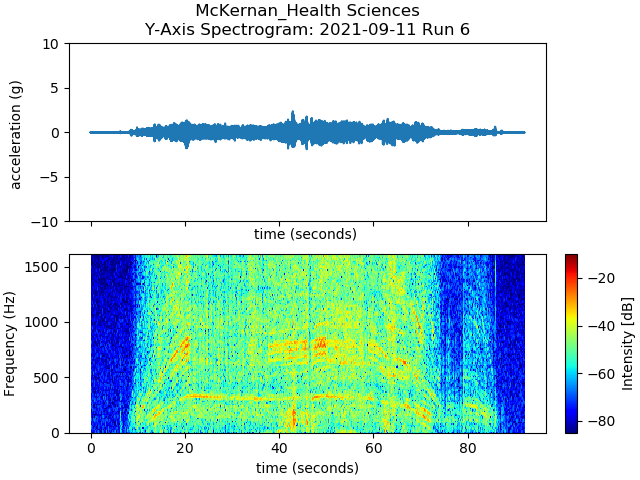 McKernan_Health Sciences
Y-Axis Spectrogram: 2021-09-11 Run 6
10
5
0
−5
−10
acceleration (g)
time (seconds)
1500
1000
500
0
Frequency (Hz)
0 20 40 60 80
time (seconds)
−20
−40
−60
−80
Intensity [dB]